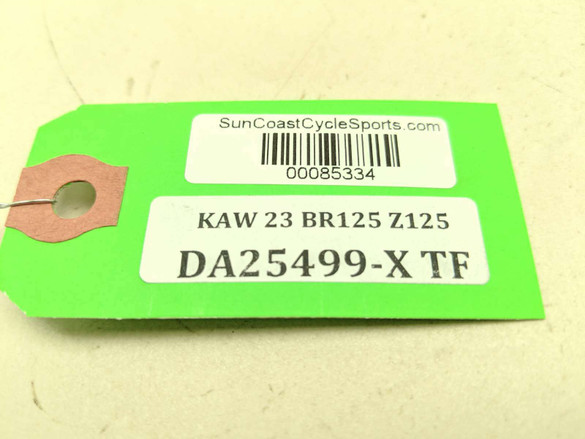 SunCoastCycleSports.com
00085334
KAW 23 BR125 Z125
DA25499-X TF